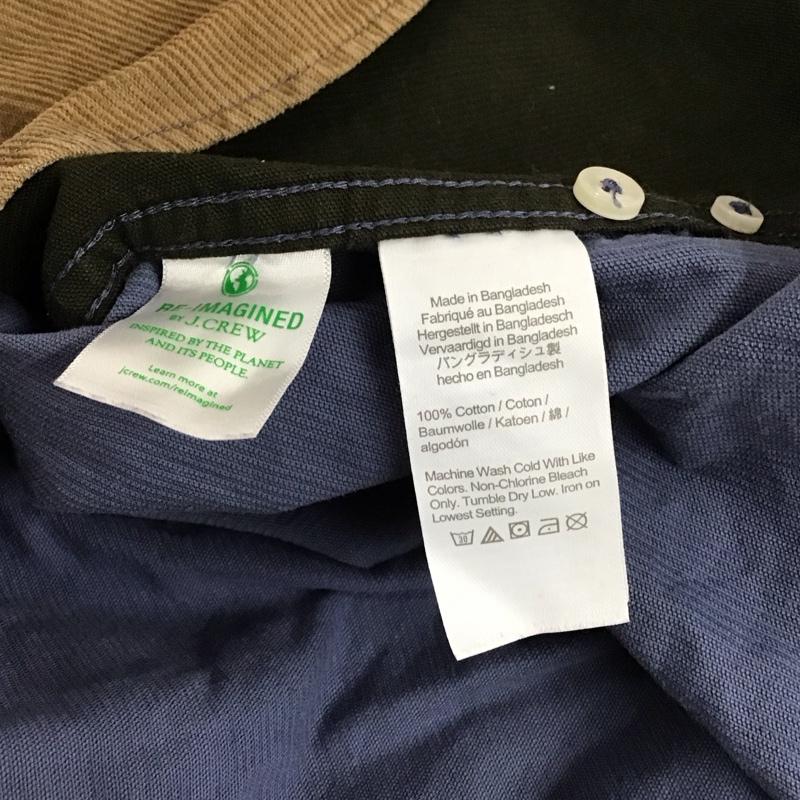 RE-IMAGINED
BY J.CREW
INSPIRED BY THE PLANET
AND ITS PEOPLE.
Learn more at
jcrew.com/reimagined
Made in Bangladesh
Fabriqué au Bangladesh
Hergestellt in Bangladesch
Vervaardigd in Bangladesh
バングラディシュ製
hecho en Bangladesh
100% Cotton / Coton /
Baumwolle / Katoen / 綿 /
algodón
Machine Wash Cold With Like
Colors. Non-Chlorine Bleach
Only. Tumble Dry Low. Iron on
Lowest Setting.
30